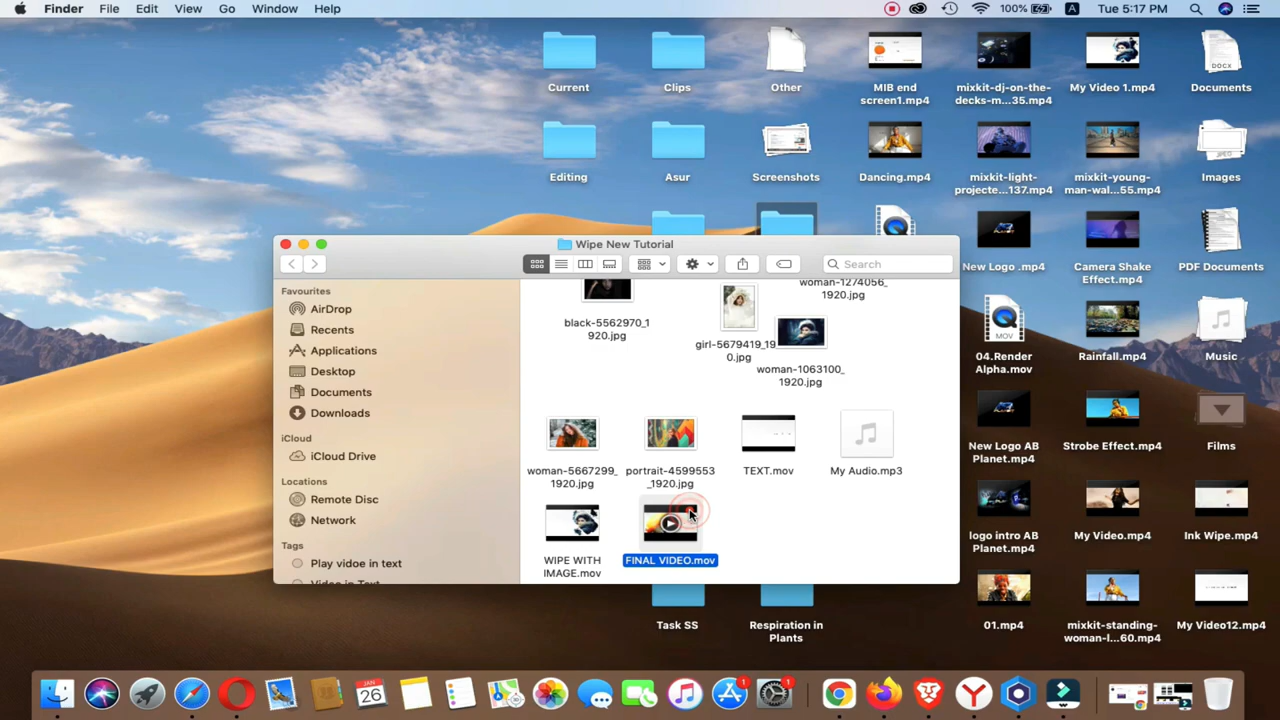 Finder File Edit View Go Window Help 100% A Tue 5:17 PM
Current
Clips
Other
MIB end
screen1.mp4
mixkit-dj-on-the-
decks-m...35.mp4
My Video 1.mp4
DOCX
Documents
Editing
Asur
Screenshots
Dancing.mp4
mixkit-light-
projecte...137.mp4
mixkit-young-
man-wal...55.mp4
Images
New Logo .mp4
Camera Shake
Effect.mp4
PDF Documents
MOV
04.Render
Alpha.mov
Rainfall.mp4
Music
New Logo AB
Planet.mp4
Strobe Effect.mp4
Films
logo intro AB
Planet.mp4
My Video.mp4
Ink Wipe.mp4
Task SS
Respiration in
Plants
01.mp4
mixkit-standing-
woman-l...60.mp4
My Video12.mp4
Wipe New Tutorial
Search
Favourites
AirDrop
Recents
Applications
Desktop
Documents
Downloads
iCloud
iCloud Drive
Locations
Remote Disc
Network
Tags
Play vidoe in text
Video in Text
black-5562970_1
920.jpg
girl-5679419_19
0.jpg
woman-1274056_
1920.jpg
woman-1063100_
1920.jpg
woman-5667299_
1920.jpg
portrait-4599553
_1920.jpg
TEXT.mov
My Audio.mp3
WIPE WITH
IMAGE.mov
FINAL VIDEO.mov
JAN
26
1
1